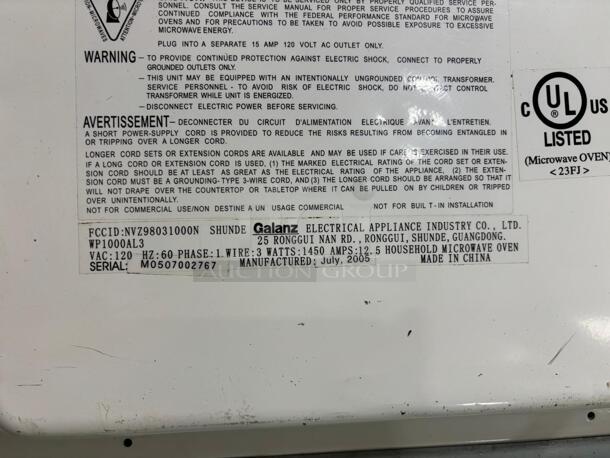 SONNEL. CONSULT THE SERVICE MANUAL FOR PROPER SERVICE PROCEDURES TO ASSURE
CONTINUED COMPLIANCE WITH THE FEDERAL PERFORMANCE STANDARD FOR MICROWAVE
OVENS AND FOR PRECAUTIONS TO BE TAKEN TO AVOID POSSIBLE EXPOSURE TO EXCESSIVE
MICROWAVE ENERGY.
PLUG INTO A SEPARATE 15 AMP 120 VOLT AC OUTLET ONLY.
WARNING – TO PROVIDE CONTINUED PROTECTION AGAINST ELECTRIC SHOCK, CONNECT TO PROPERLY
GROUNDED OUTLETS ONLY.
– THIS UNIT MAY BE EQUIPPED WITH AN INTENTIONALLY UNGROUNDED CONTROL TRANSFORMER.
SERVICE PERSONNEL - TO AVOID RISK OF ELECTRIC SHOCK, DO NOT CONTACT CONTROL
TRANSFORMER WHILE UNIT IS ENERGIZED.
– DISCONNECT ELECTRIC POWER BEFORE SERVICING.
AVERTISSEMENT– DECONNECTER DU CIRCUIT D'ALIMENTATION ELECTRIQUE AVANT L'ENTRETIEN.
A SHORT POWER-SUPPLY CORD IS PROVIDED TO REDUCE THE RISKS RESULTING FROM BECOMING ENTANGLED IN
OR TRIPPING OVER A LONGER CORD.
LONGER CORD SETS OR EXTENSION CORDS ARE AVAILABLE AND MAY BE USED IF CARE IS EXERCISED IN THEIR USE.
IF A LONG CORD OR EXTENSION CORD IS USED, (1) THE MARKED ELECTRICAL RATING OF THE CORD SET OR EXTEN-
SION CORD SHOULD BE AT LEAST AS GREAT AS THE ELECTRICAL RATING OF THE APPLIANCE, (2) THE EXTEN-
SION CORD MUST BE A GROUNDING-TYPE 3-WIRE CORD, AND (3) THE LONGER CORD SHOULD BE ARRANGED SO THAT IT
WILL NOT DRAPE OVER THE COUNTERTOP OR TABLETOP WHERE IT CAN BE PULLED ON BY CHILDREN OR TRIPPED
OVER UNINTENTIONALLY.
NOT FOR COMMERCIAL USE/NON DESTINE A UN USAGE COMMERCIAL NOT FOR BUILT-IN INSTALLATION
C UL US
®
LISTED
(Microwave OVEN)
<23FJ>
FCCID:NVZ98031000N SHUNDE Galanz ELECTRICAL APPLIANCE INDUSTRY CO., LTD.
WP1000AL3 25 RONGGUI NAN RD., RONGGUI, SHUNDE, GUANGDONG.
VAC:120 HZ:60 PHASE:1 WIRE:3 WATTS:1450 AMPS:12.5 HOUSEHOLD MICROWAVE OVEN
SERIAL: M0507002767 MANUFACTURED: July, 2005 MADE IN CHINA
AUCTION GROUP